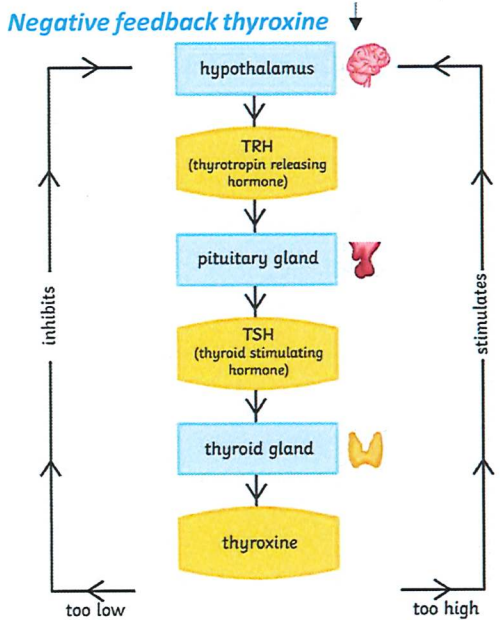 Negative feedback thyroxine
hypothalamus
TRH
(thyrotropin releasing
hormone)
pituitary gland
inhibits
stimulates
TSH
(thyroid stimulating
hormone)
thyroid gland
thyroxine
too low
too high